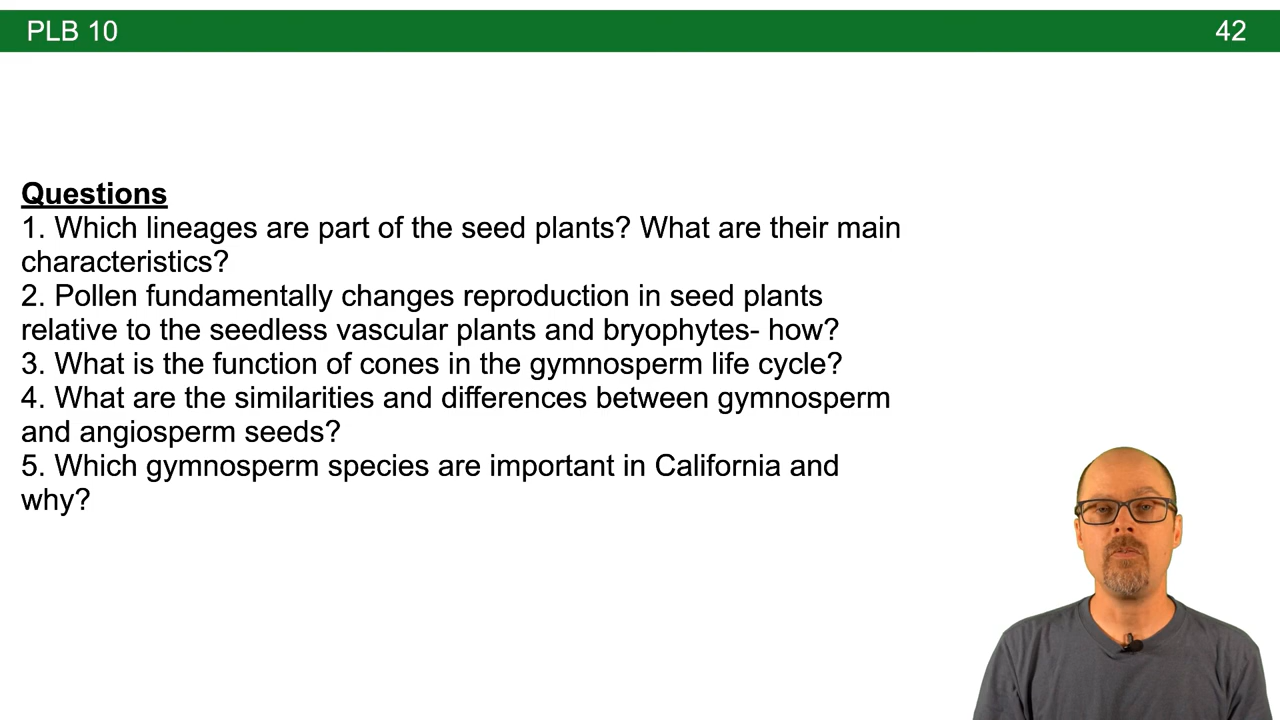 PLB 10
42
Questions
1. Which lineages are part of the seed plants? What are their main
characteristics?
2. Pollen fundamentally changes reproduction in seed plants
relative to the seedless vascular plants and bryophytes- how?
3. What is the function of cones in the gymnosperm life cycle?
4. What are the similarities and differences between gymnosperm
and angiosperm seeds?
5. Which gymnosperm species are important in California and
why?